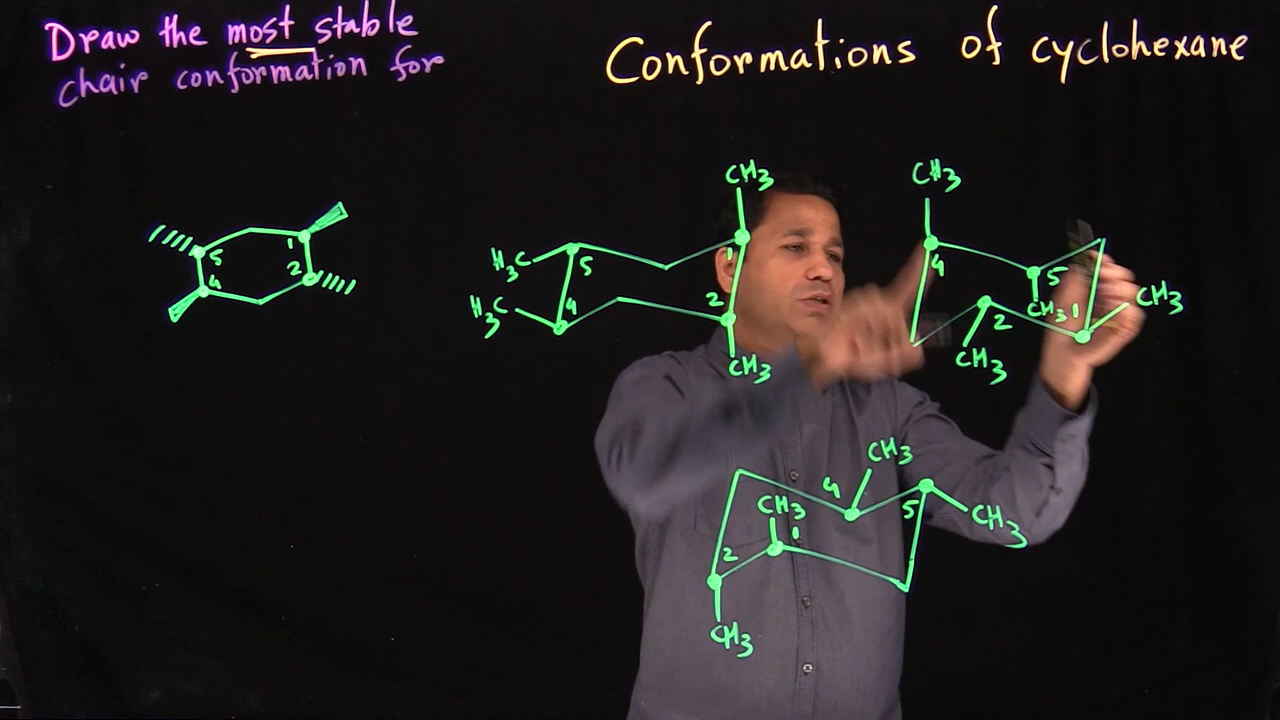 Draw the most stable
chair conformation for
Conformations of cyclohexane
5
1
4
2
CH3
H3C
5
1
H3C
4
2
CH3
CH3
4
5
CH3
1
CH3
2
CH3
CH3
4
CH3
1
5
CH3
2
CH3